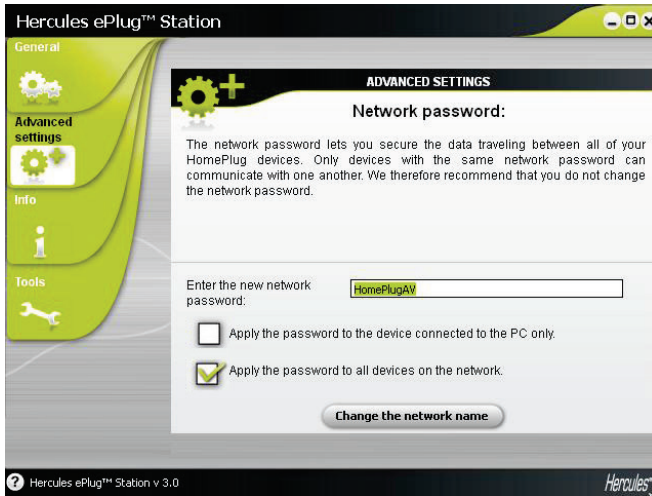 Hercules ePlug™ Station
General
Advanced
settings
Info
Tools
ADVANCED SETTINGS
Network password:
The network password lets you secure the data traveling between all of your
HomePlug devices. Only devices with the same network password can
communicate with one another. We therefore recommend that you do not change
the network password.
Enter the new network
password:
HomePlugAV
Apply the password to the device connected to the PC only.
Apply the password to all devices on the network.
Change the network name
? Hercules ePlug™ Station v 3.0
Hercules